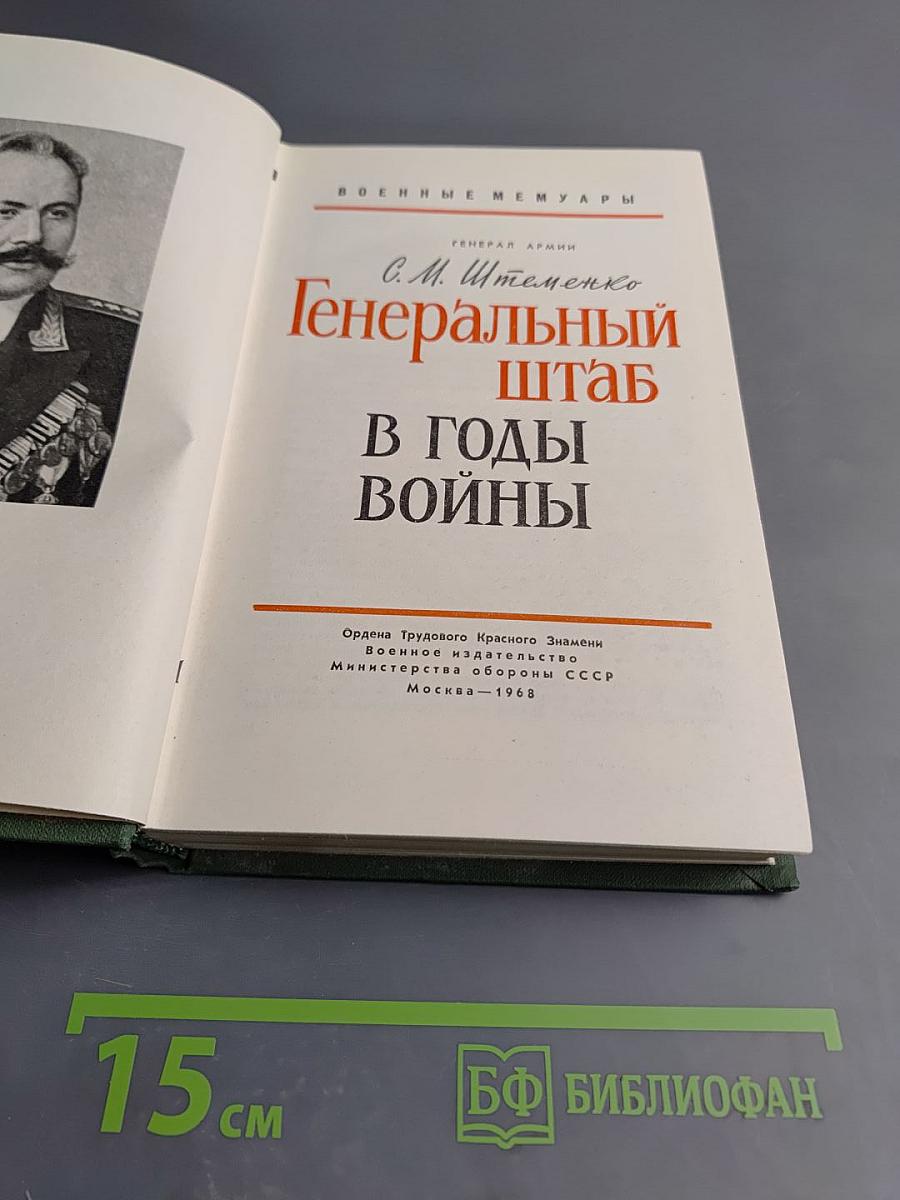 ВОЕННЫЕ МЕМУАРЫ
ГЕНЕРАЛ АРМИИ
С. М. Штеменко
Генеральный
штаб
в годы
войны
Ордена Трудового Красного Знамени
Военное издательство
Министерства обороны СССР
Москва—1968
15 см
БФ БИБЛИОФАН